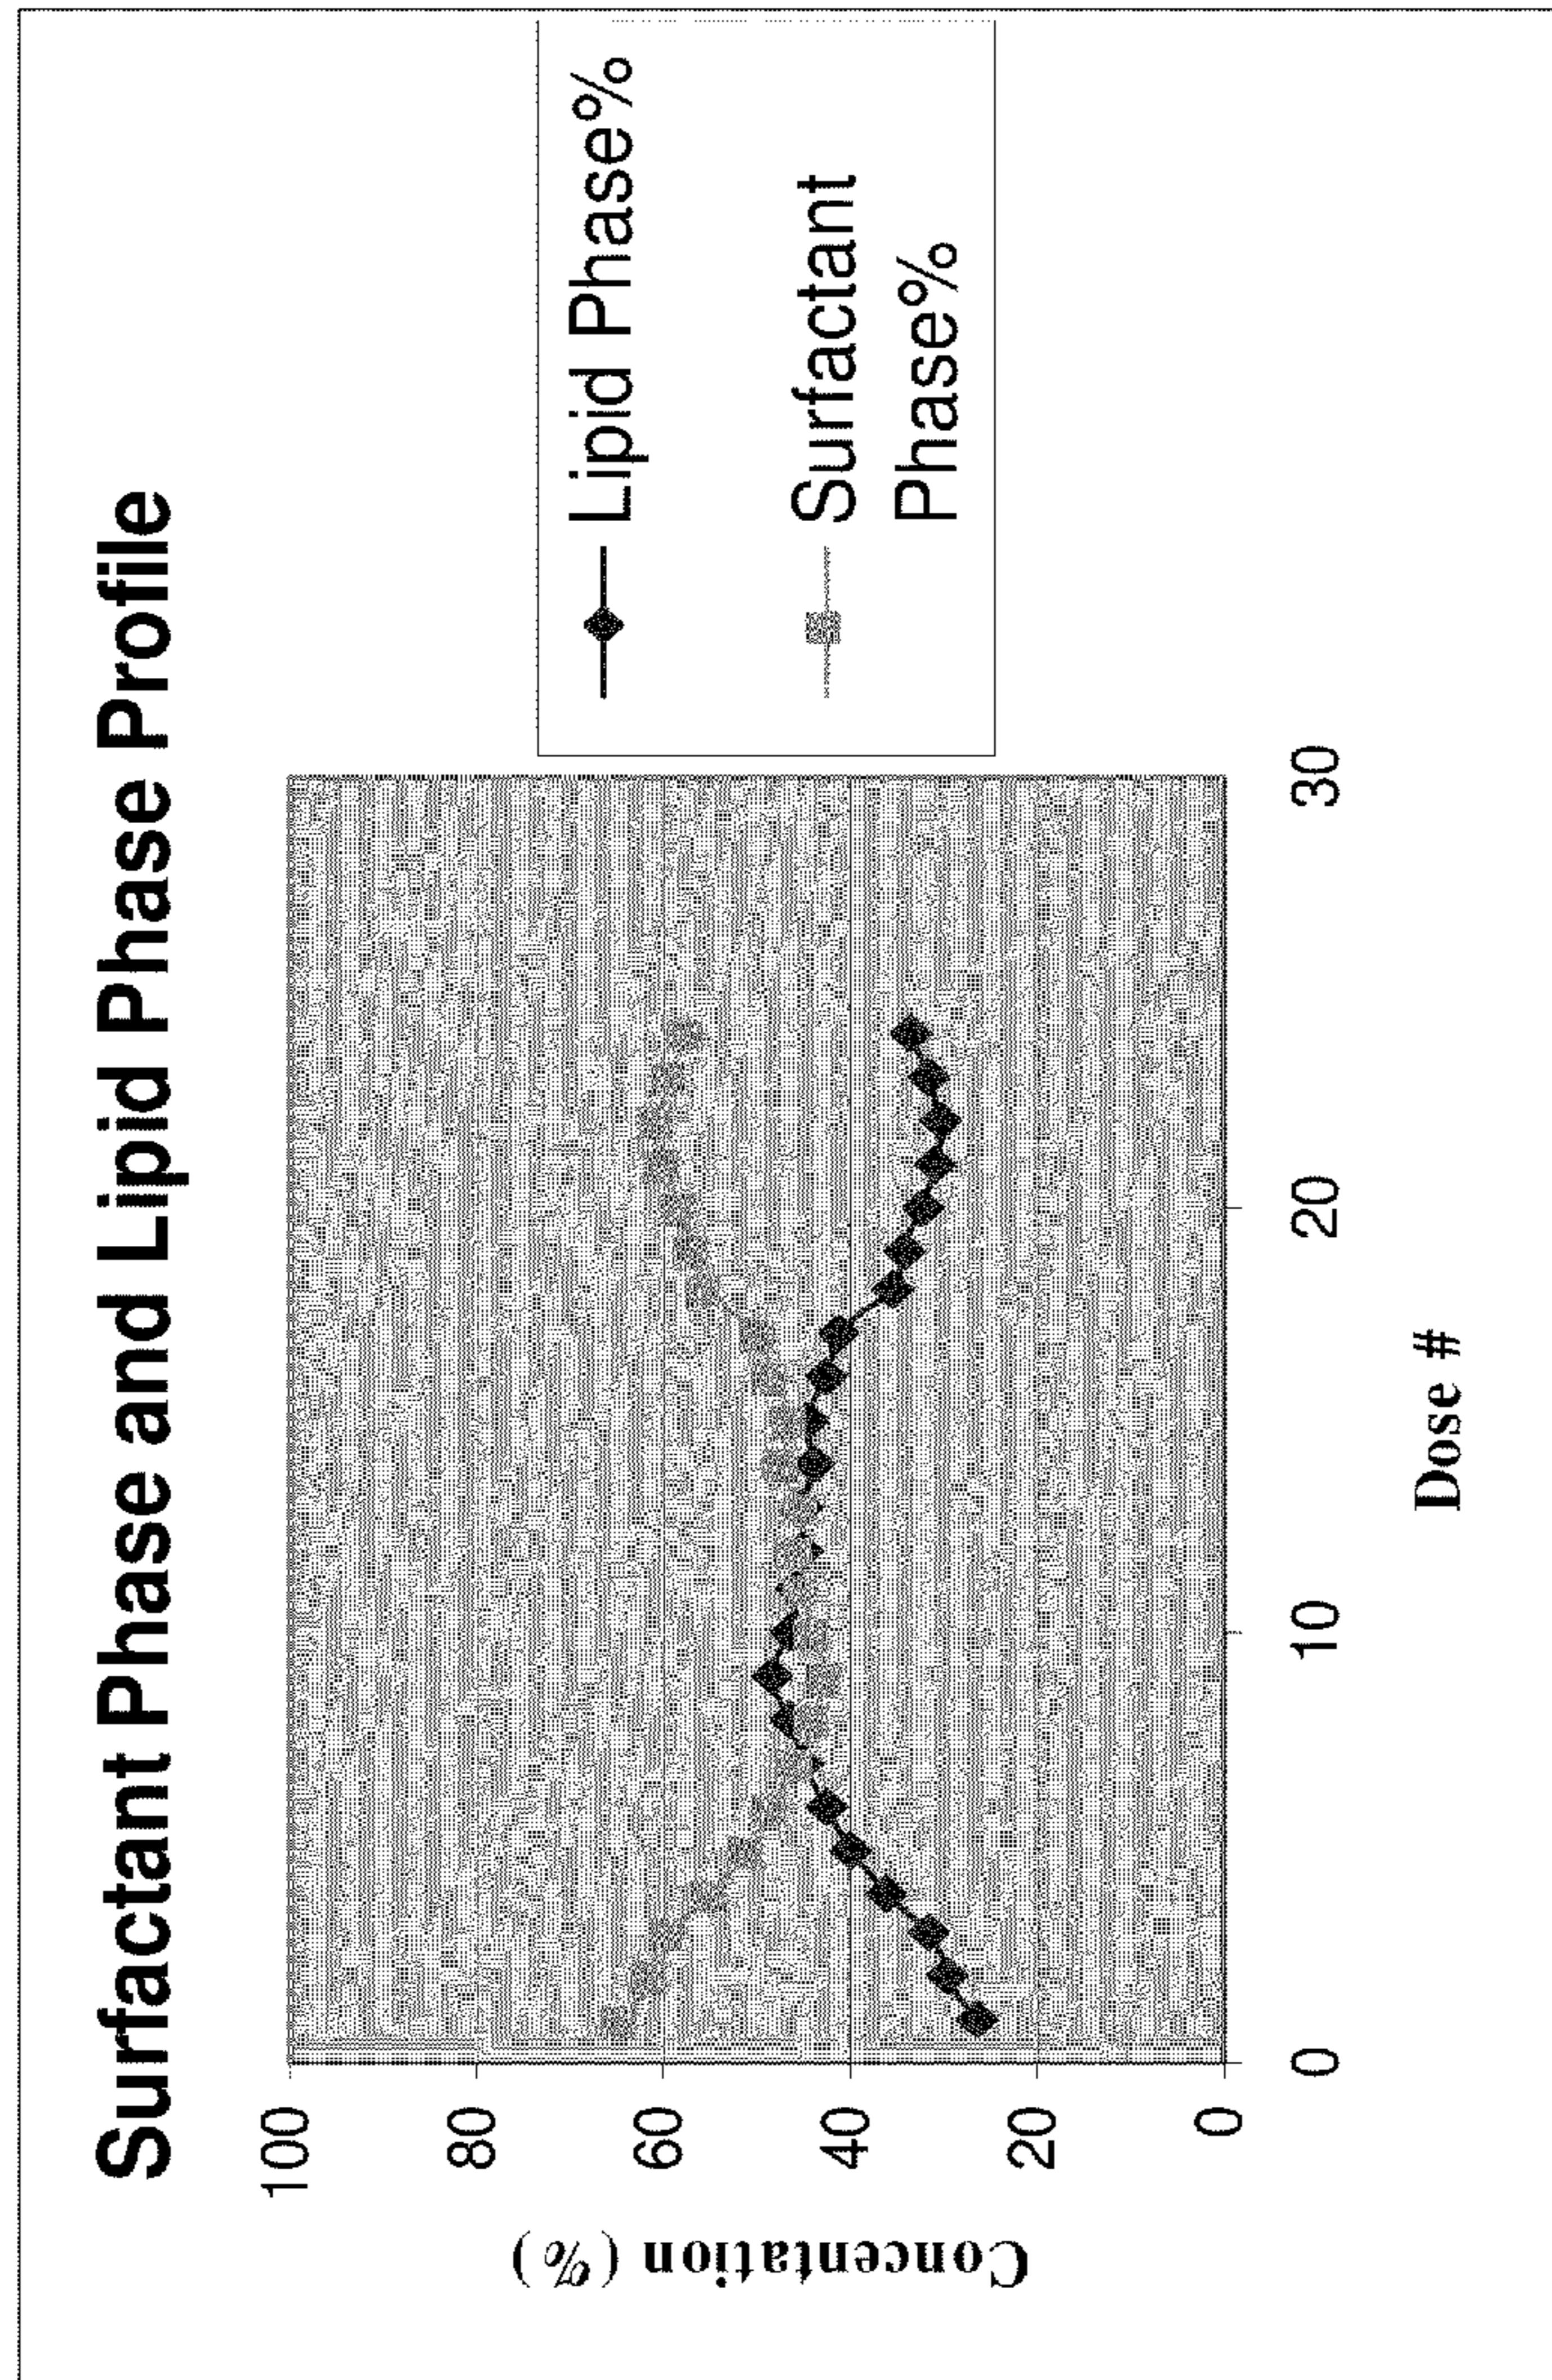 Surfactant Phase and Lipid Phase Profile
100
80
60
40
20
0
Concentation (%)
0
10
20
30
Dose #
Lipid Phase%
Surfactant
Phase%